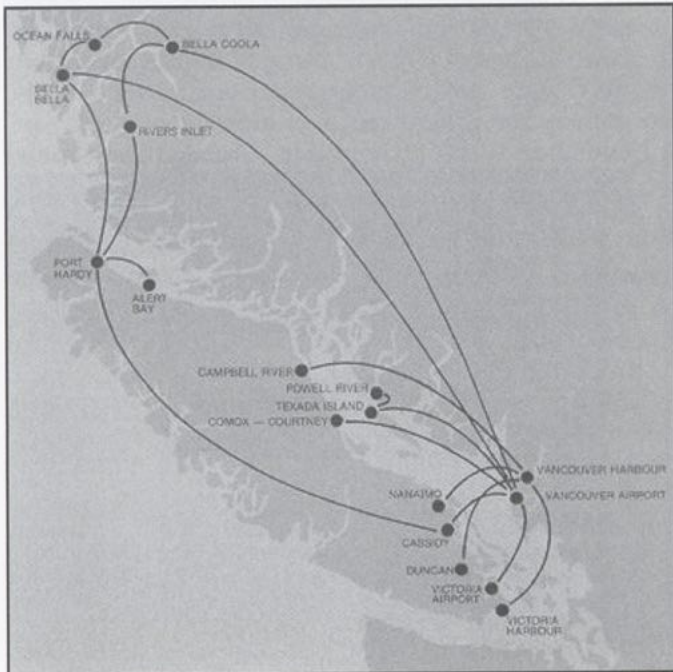 OCEAN FALLS
BELLA COOLA
BELLA
BELLA
RIVERS INLET
PORT
HARDY
ALERT
BAY
CAMPBELL RIVER
POWELL RIVER
TEXADA ISLAND
COMOX — COURTNEY
VANCOUVER HARBOUR
NANAIMO
VANCOUVER AIRPORT
CASSIDY
DUNCAN
VICTORIA
AIRPORT
VICTORIA
HARBOUR